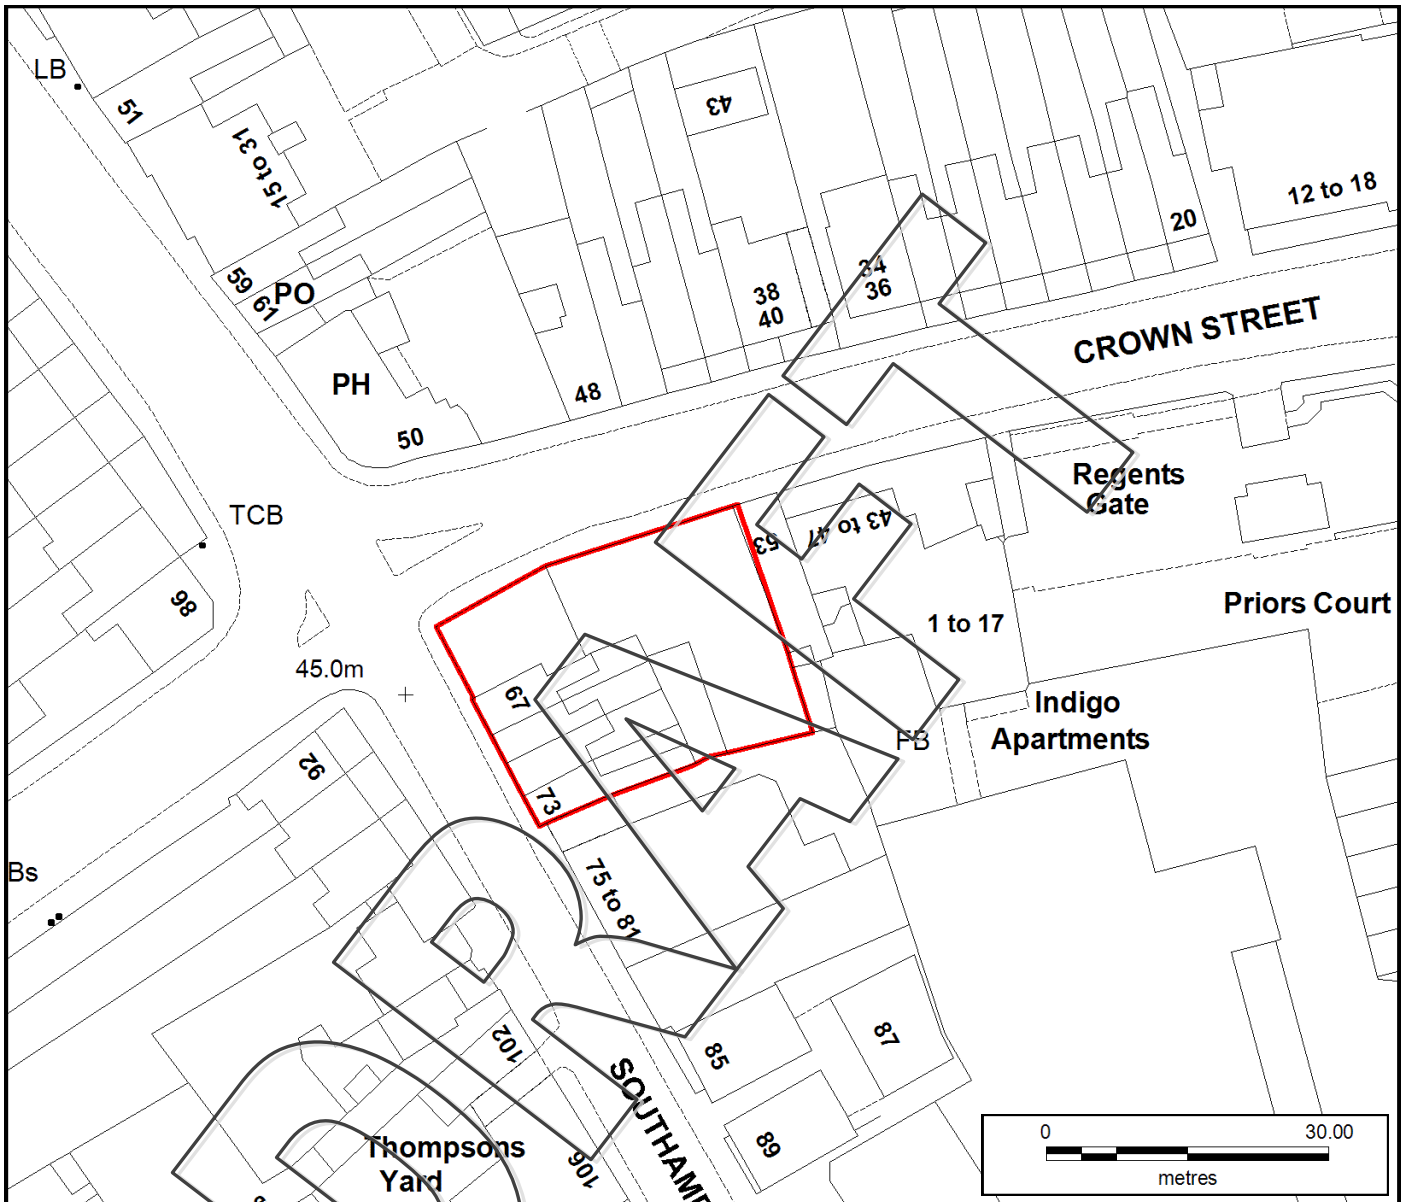 LB
51
15 to 31
43
12 to 18
20
59
61
PO
34
36
38
40
CROWN STREET
PH
48
50
Regents
Gate
TCB
53
43 to 47
98
1 to 17
Priors Court
45.0m
67
Indigo
Apartments
FB
92
73
Bs
75 to 81
102
85
87
89
106
Thompsons
Yard
DRAFT
0
30.00
metres